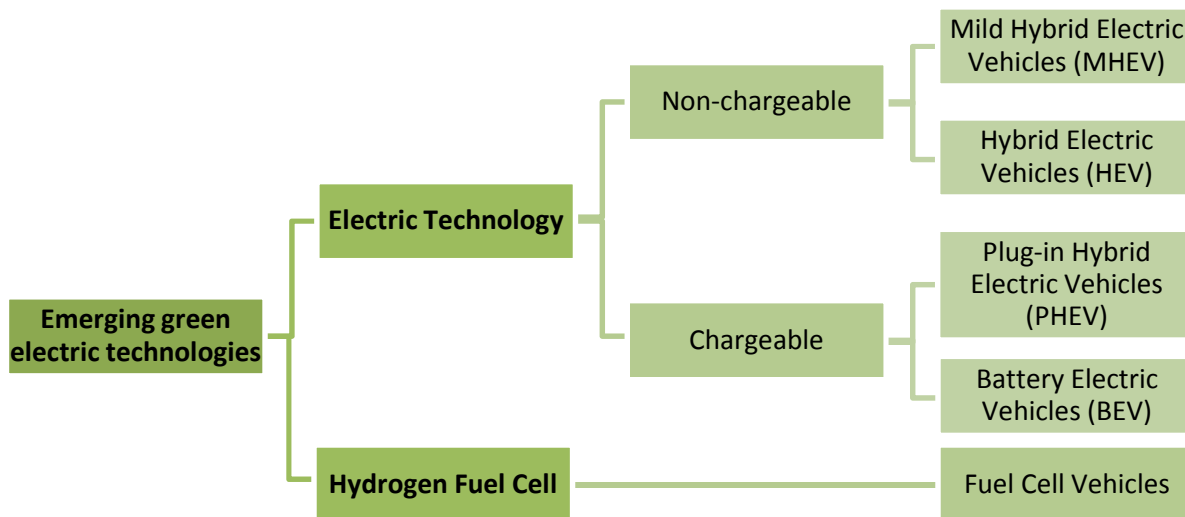 Mild Hybrid Electric
Vehicles (MHEV)
Non-chargeable
Hybrid Electric
Vehicles (HEV)
Electric Technology
Plug-in Hybrid
Electric Vehicles
(PHEV)
Emerging green
electric technologies
Chargeable
Battery Electric
Vehicles (BEV)
Hydrogen Fuel Cell
Fuel Cell Vehicles